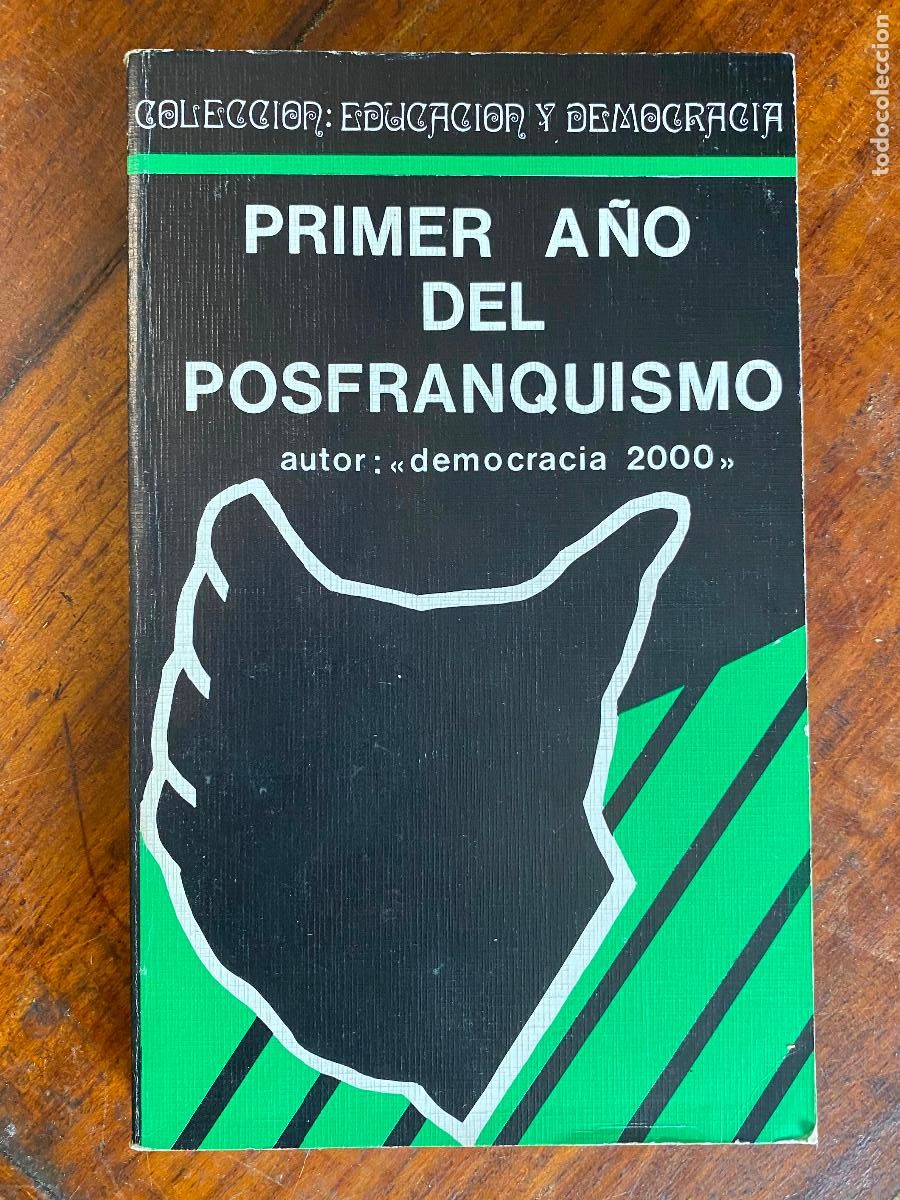 COLECCION: EDUCACION Y DEMOCRACIA
PRIMER AÑO
DEL
POSFRANQUISMO
autor: «democracia 2000»
todocoleccion